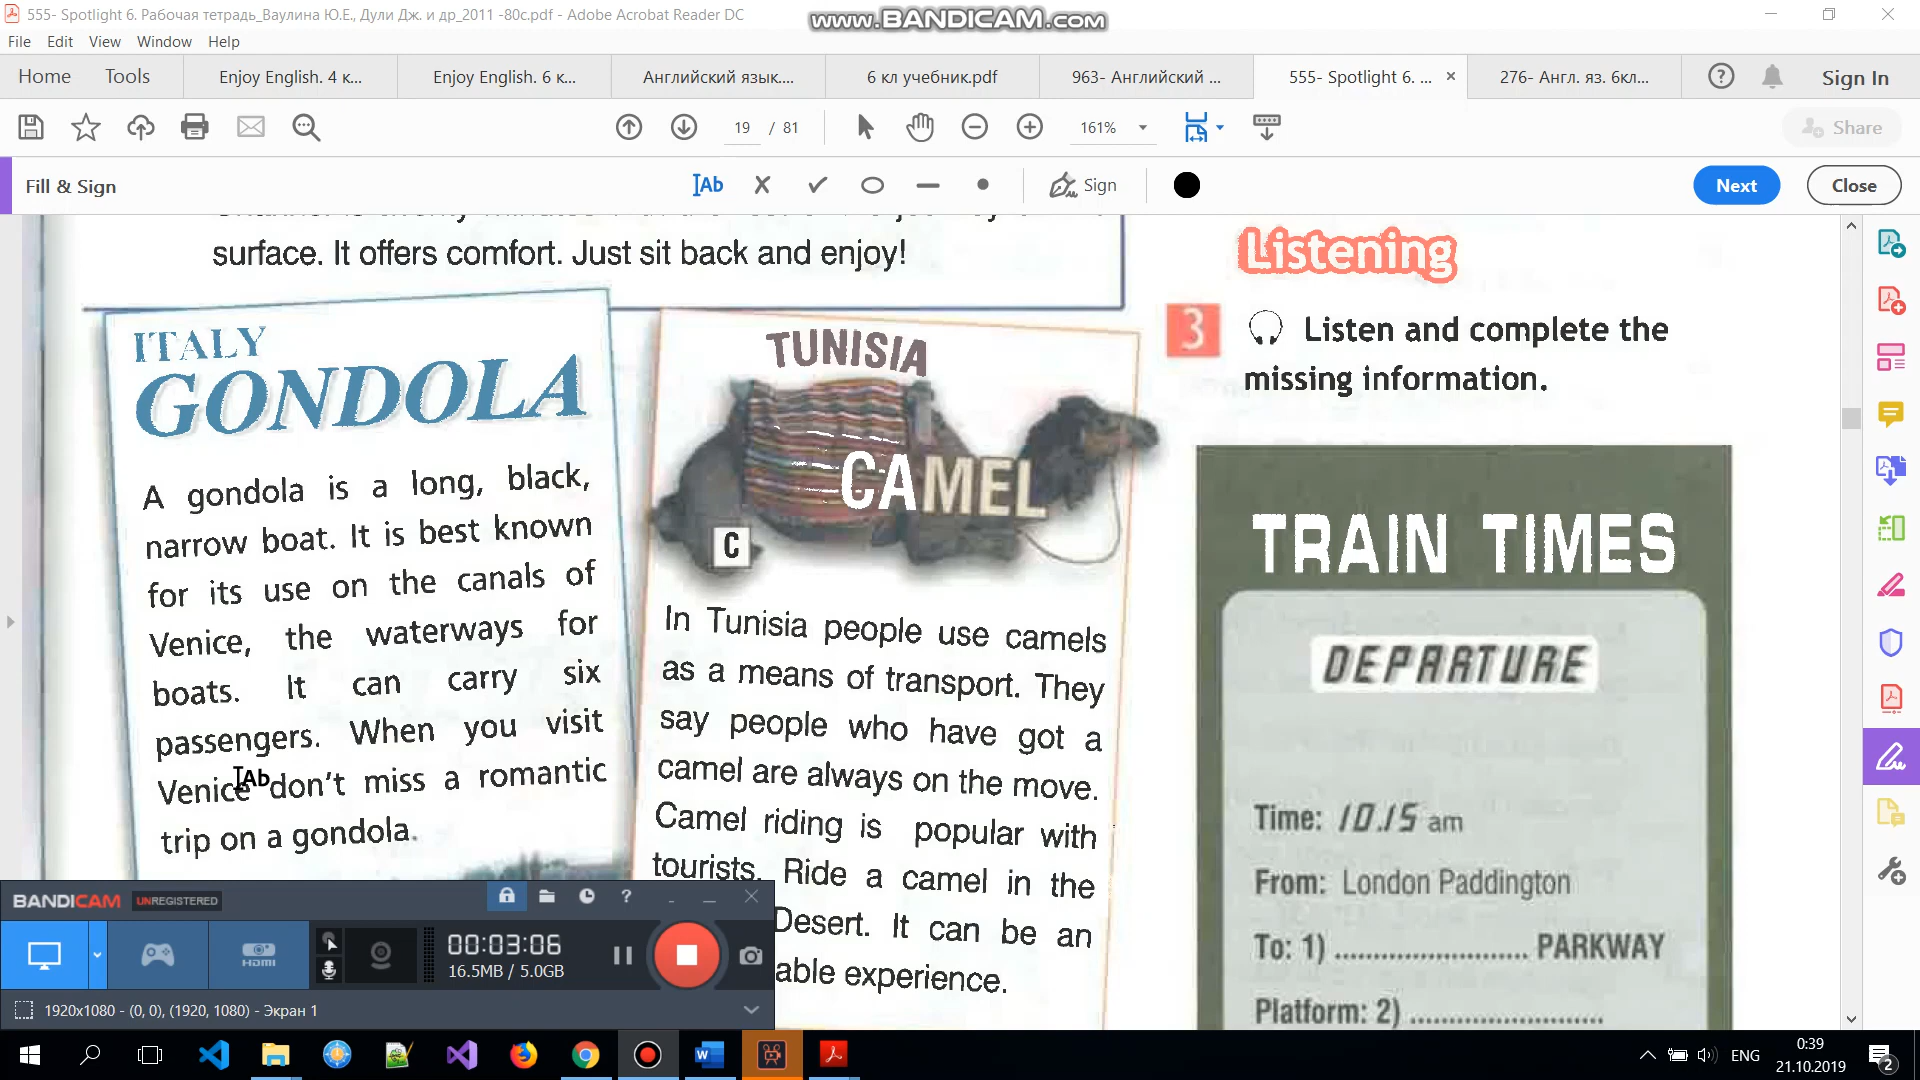 555- Spotlight 6. Рабочая тетрадь_Ваулина Ю.Е., Дули Дж. и др_2011 -80с.pdf - Adobe Acrobat Reader DC
www.BANDICAM.com
File Edit View Window Help
Home Tools
Enjoy English. 4 к...
Enjoy English. 6 к...
Английский язык....
6 кл учебник.pdf
963- Английский ...
555- Spotlight 6. ...
276- Англ. яз. 6кл...
Sign In
19 / 81
161%
Share
Fill & Sign
Ab
Sign
Next
Close
surface. It offers comfort. Just sit back and enjoy!
ITALY
GONDOLA
A gondola is a long, black,
narrow boat. It is best known
for its use on the canals of
Venice, the waterways for
boats. It can carry six
passengers. When you visit
Venice don't miss a romantic
trip on a gondola.
Ab
TUNISIA
CAMEL
C
In Tunisia people use camels
as a means of transport. They
say people who have got a
camel are always on the move.
Camel riding is popular with
tourists. Ride a camel in the
Desert. It can be an
able experience.
Listening
3 Listen and complete the
missing information.
TRAIN TIMES
DEPARTURE
Time: 10.15 am
From: London Paddington
To: 1) ............................ PARKWAY
Platform: 2) ............................
BANDICAM UNREGISTERED
HDMI
00:03:06
16.5MB / 5.0GB
1920x1080 - (0, 0), (1920, 1080) - Экран 1
ENG
0:39
21.10.2019
2